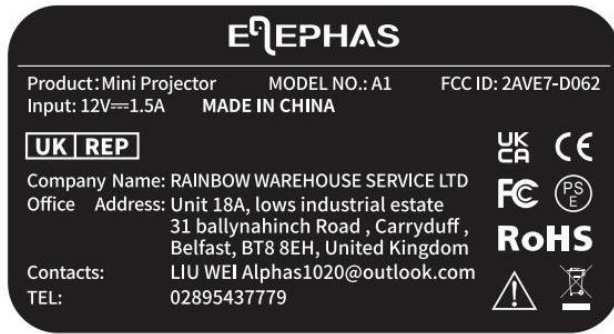 ELEPHAS
Product: Mini Projector MODEL NO.: A1 FCC ID: 2AVE7-D062
Input: 12V⎓1.5A MADE IN CHINA
UK REP
UK CA CE
Company Name: RAINBOW WAREHOUSE SERVICE LTD
FC PS E
Office Address: Unit 18A, lows industrial estate
31 ballynahinch Road , Carryduff ,
RoHS
Belfast, BT8 8EH, United Kingdom
Contacts: LIU WEI Alphas1020@outlook.com
TEL: 02895437779